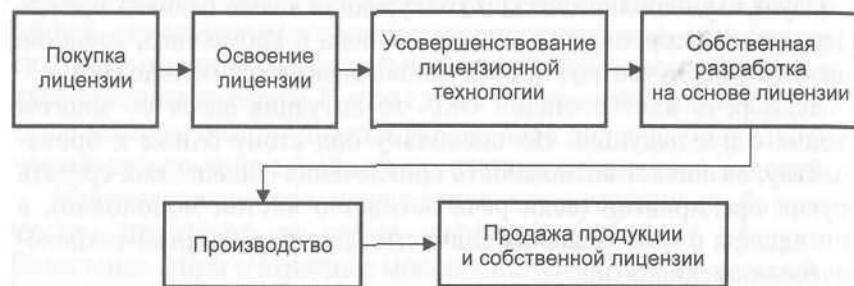 Покупка
лицензии
Освоение
лицензии
Усовершенствование
лицензионной
технологии
Собственная
разработка
на основе лицензии
Производство
Продажа продукции
и собственной лицензии